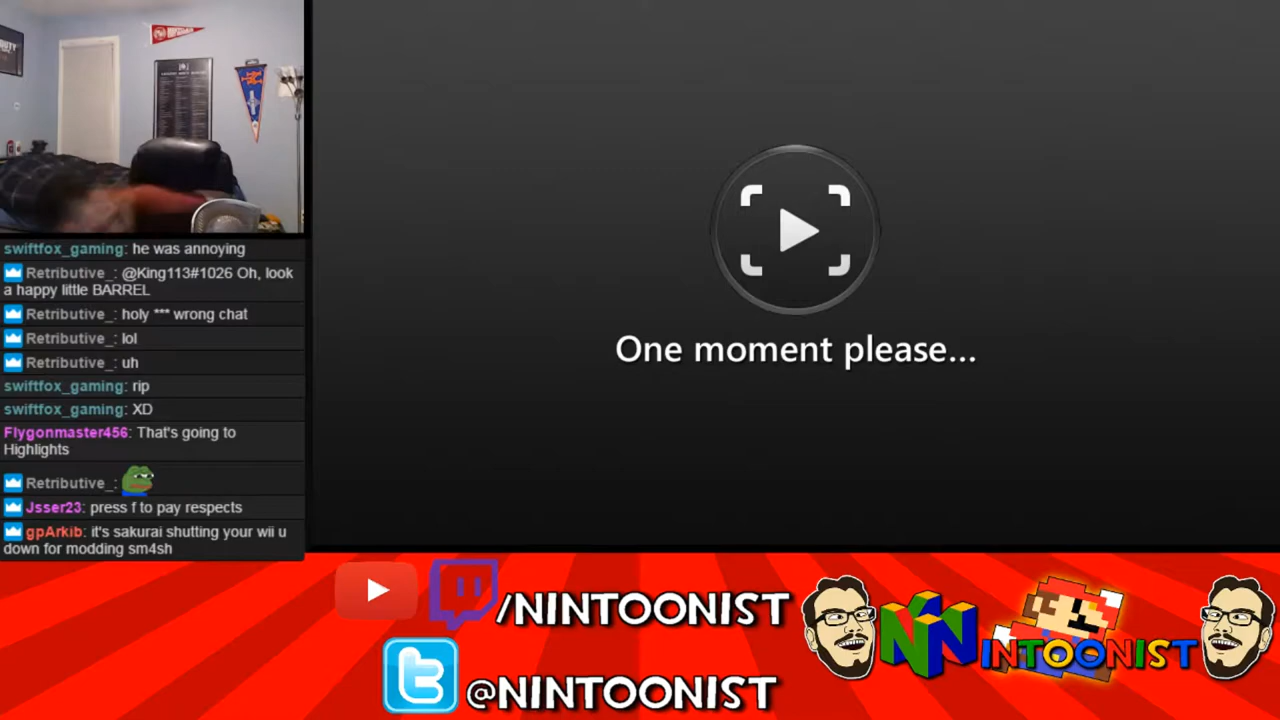 swiftfox_gaming: he was annoying
Retributive_: @King113#1026 Oh, look
a happy little BARREL
Retributive_: holy *** wrong chat
Retributive_: lol
Retributive_: uh
swiftfox_gaming: rip
swiftfox_gaming: XD
Flygonmaster456: That's going to
Highlights
Retributive_:
Jsser23: press f to pay respects
gpArkib: it's sakurai shutting your wii u
down for modding sm4sh
One moment please...
/NINTOONIST
@NINTOONIST
NINTOONIST